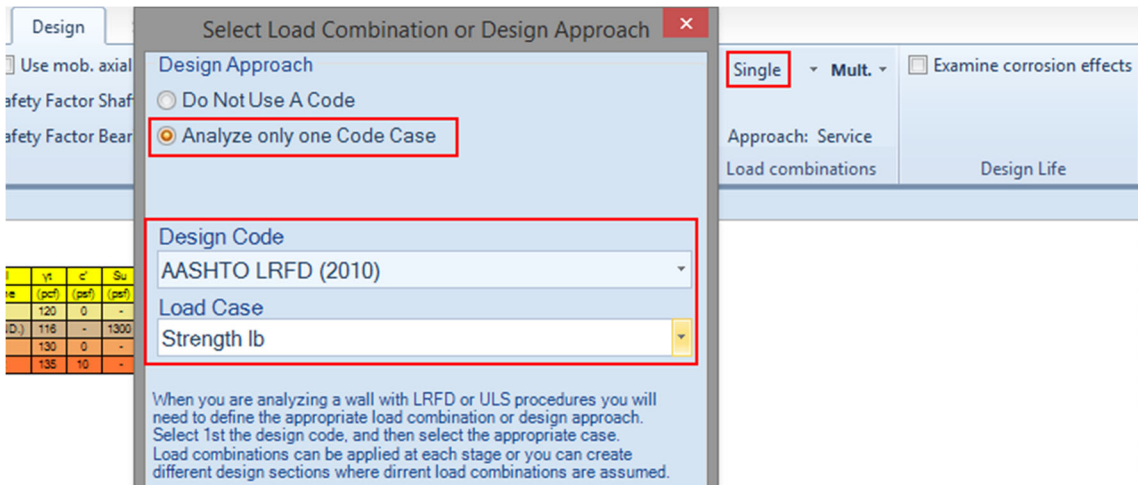 Design
Select Load Combination or Design Approach
Use mob. axial
Design Approach
Single
Mult.
Examine corrosion effects
afety Factor Shaf
Do Not Use A Code
afety Factor Bear
Analyze only one Code Case
Approach: Service
Load combinations
Design Life
Design Code
AASHTO LRFD (2010)
γt c' Su
(pcf) (psf) (psf)
Load Case
120 0 -
ND.) 116 - 1300
Strength Ib
130 0 -
135 10 -
When you are analyzing a wall with LRFD or ULS procedures you will
need to define the appropriate load combination or design approach.
Select 1st the design code, and then select the appropriate case.
Load combinations can be applied at each stage or you can create
different design sections where dirrent load combinations are assumed.